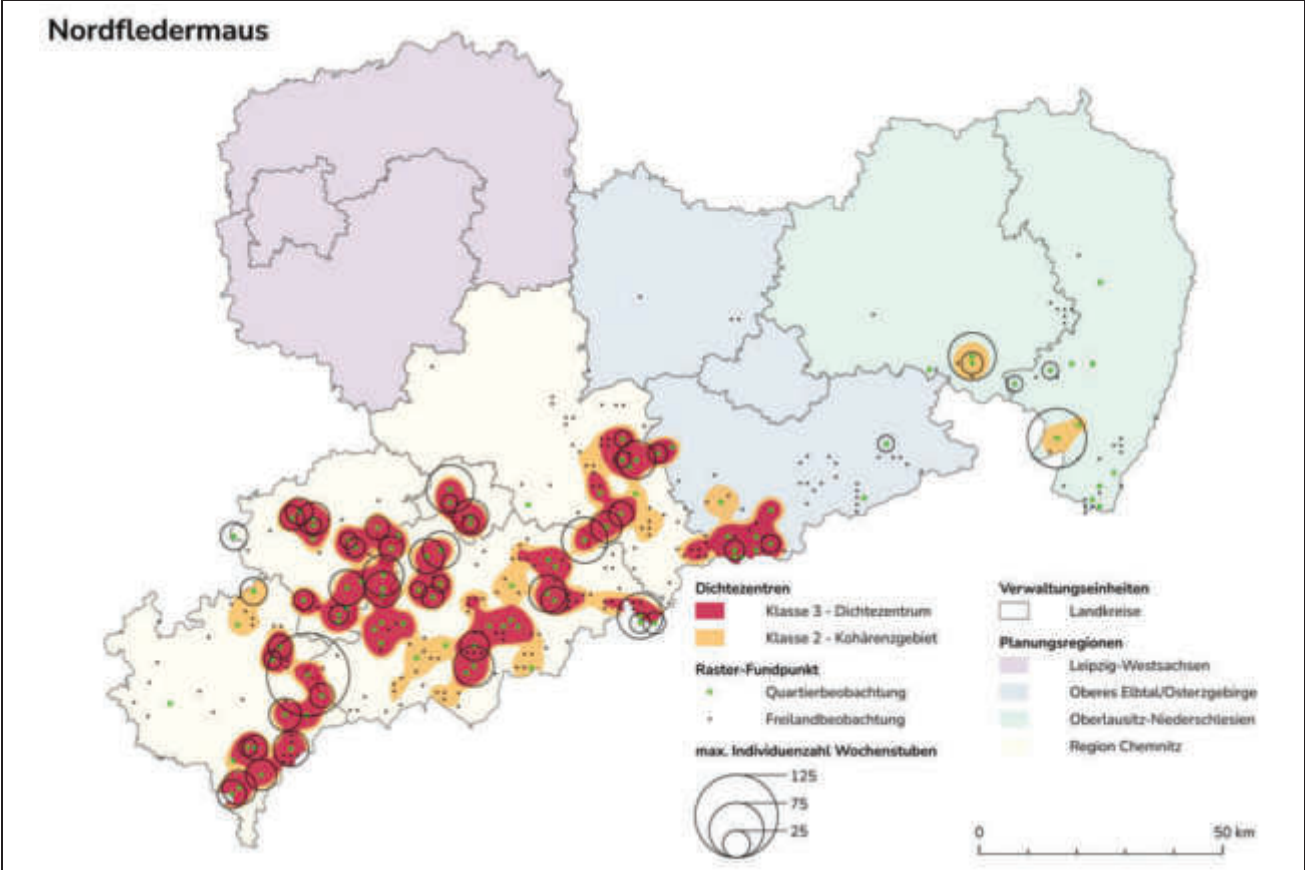 Nordfledermaus
Dichtezentren
Klasse 3 - Dichtezentrum
Klasse 2 - Kohärenzgebiet
Raster-Fundpunkt
Quartierbeobachtung
Freilandbeobachtung
max. Individuenzahl Wochenstuben
125
75
25
Verwaltungseinheiten
Landkreise
Planungsregionen
Leipzig-Westsachsen
Oberes Elbtal/Osterzgebirge
Oberlausitz-Niederschlesien
Region Chemnitz
0 50 km